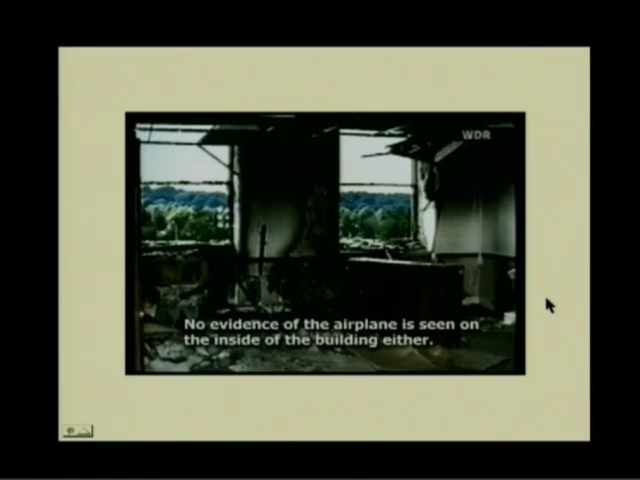 WDR
No evidence of the airplane is seen on
the inside of the building either.